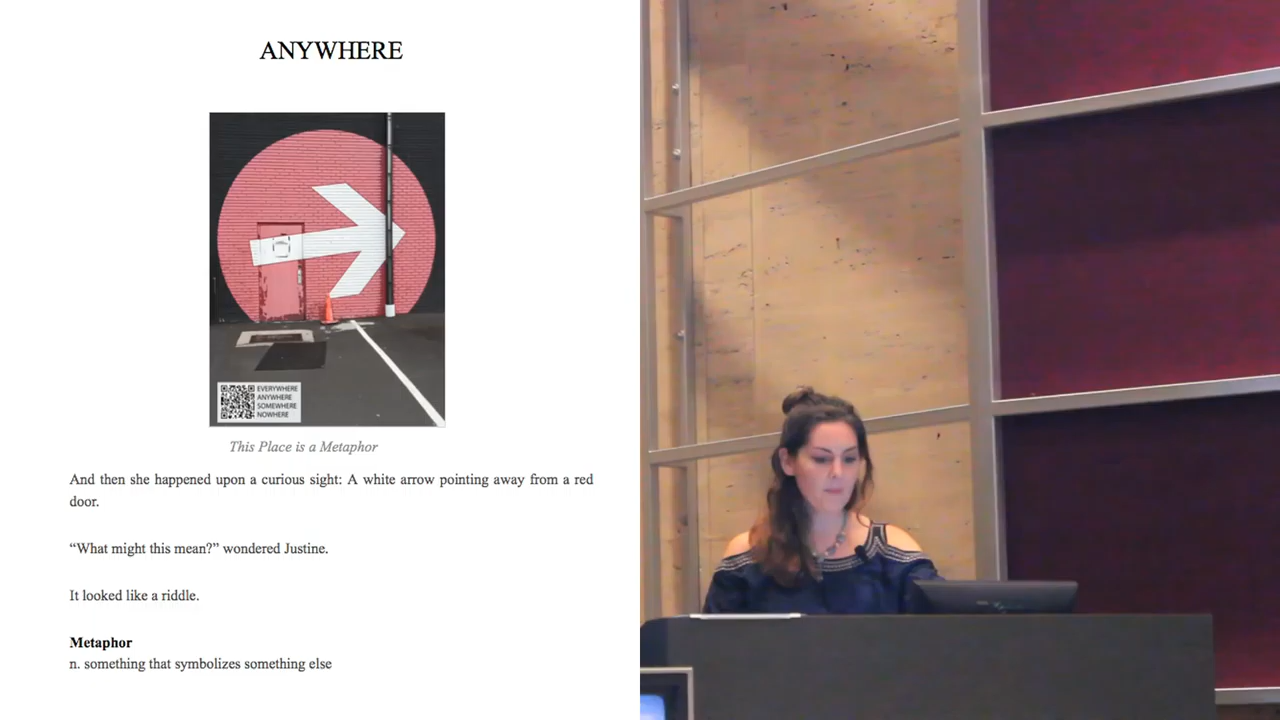 ANYWHERE
EVERYWHERE
ANYWHERE
SOMEWHERE
NOWHERE
This Place is a Metaphor
And then she happened upon a curious sight: A white arrow pointing away from a red
door.
“What might this mean?” wondered Justine.
It looked like a riddle.
Metaphor
n. something that symbolizes something else